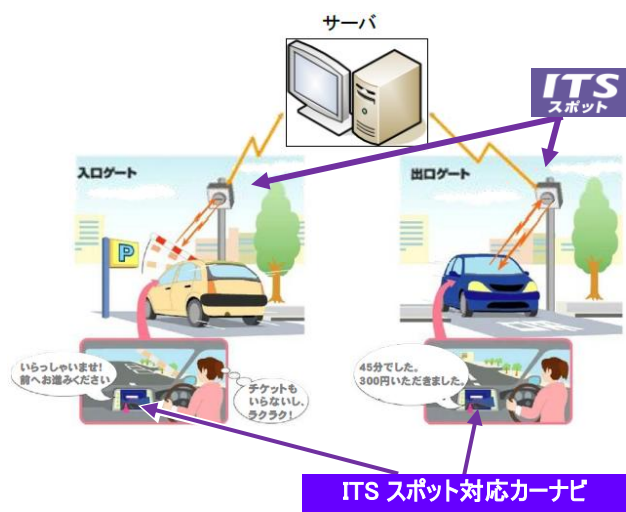 サーバ
ITS
スポット
入口ゲート
出口ゲート
P
いらっしゃいませ!
前へお進みください
チケットも
いらないし、
ラクラク!
45分でした。
300円いただきました。
ITS スポット対応カーナビ